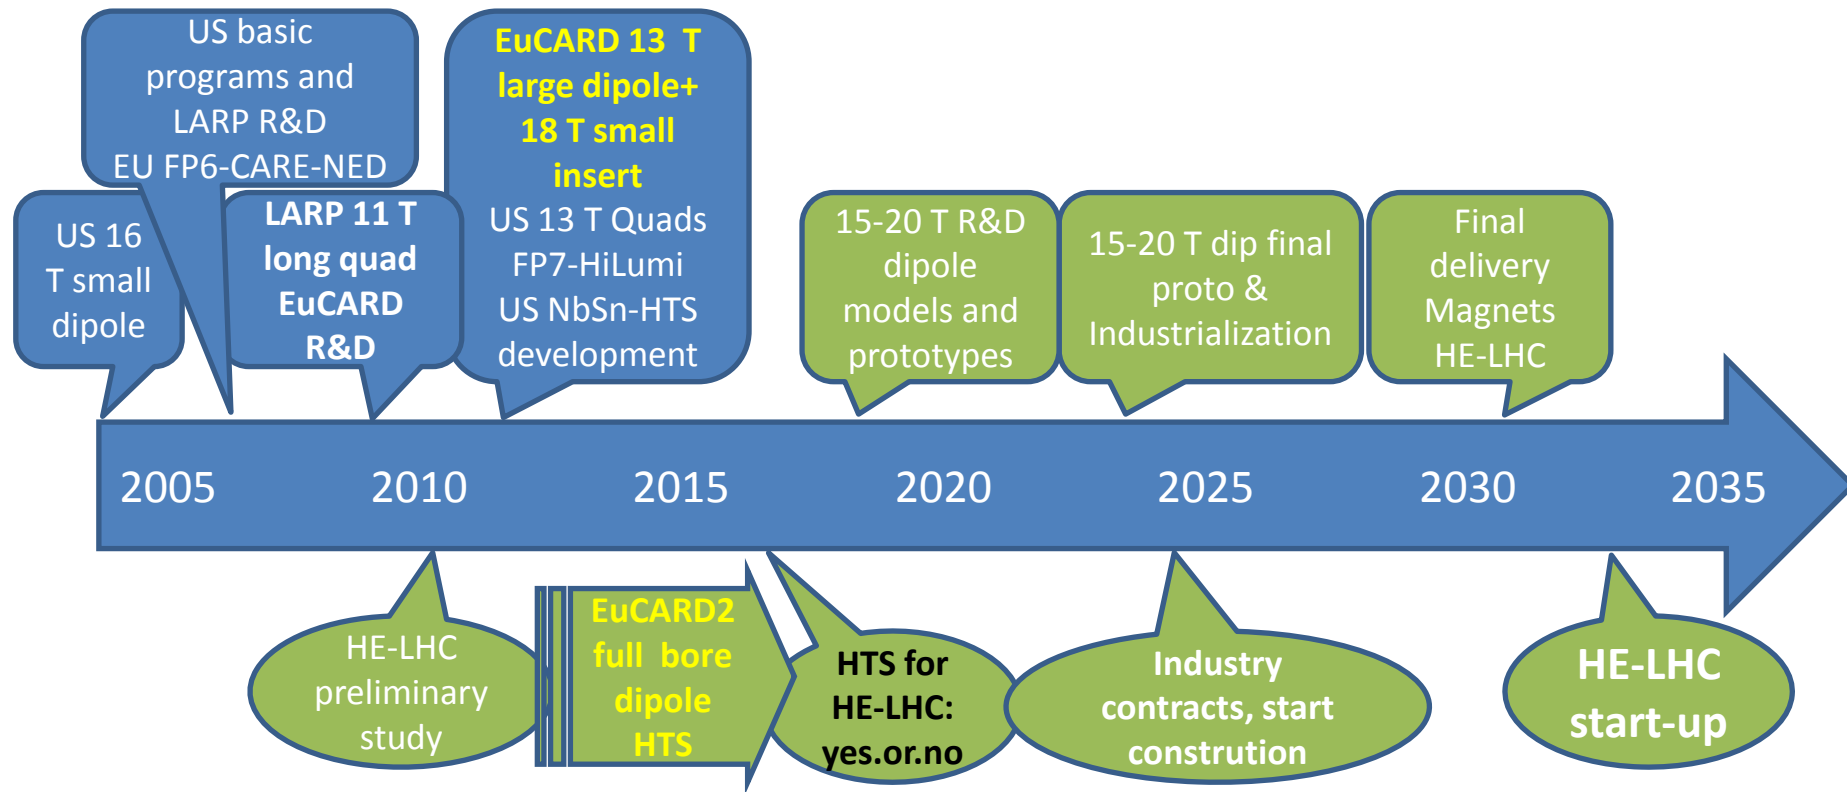 US basic
programs and
LARP R&D
EU FP6-CARE-NED
EuCARD 13 T
large dipole+
18 T small
insert
US 13 T Quads
FP7-HiLumi
US NbSn-HTS
development
US 16
T small
dipole
LARP 11 T
long quad
EuCARD
R&D
15-20 T R&D
dipole
models and
prototypes
15-20 T dip final
proto &
Industrialization
Final
delivery
Magnets
HE-LHC
2005 2010 2015 2020 2025 2030 2035
HE-LHC
preliminary
study
EuCARD2
full bore
dipole
HTS
HTS for
HE-LHC:
yes.or.no
Industry
contracts, start
constrution
HE-LHC
start-up